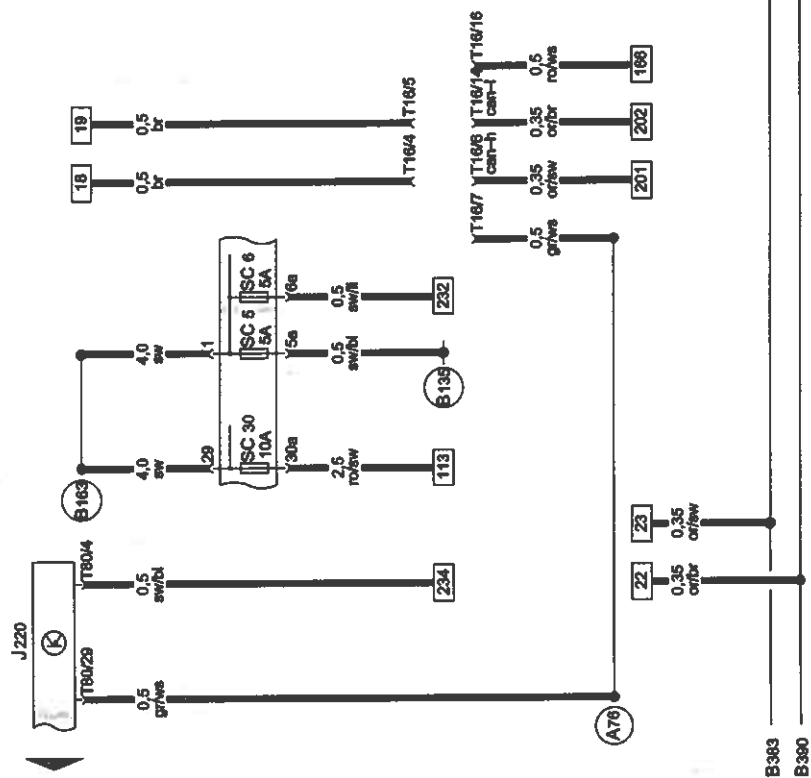 J220
K
T80/29
0,5
gr/ws
T80/4
0,5
sw/bl
234
B163
4,0
sw
29
SC 30
10A
30a
2,5
ro/sw
113
4,0
sw
1
SC 5
5A
5a
0,5
sw/bl
B135
SC 6
5A
6a
0,5
sw/li
232
18
0,5
br
T16/4
19
0,5
br
T16/5
T16/7
0,5
gr/ws
T16/6
can-h
0,35
or/sw
201
T16/14
can-l
0,35
or/br
202
T16/16
0,5
ro/ws
166
A76
22
0,35
or/br
23
0,35
or/sw
B383
B390